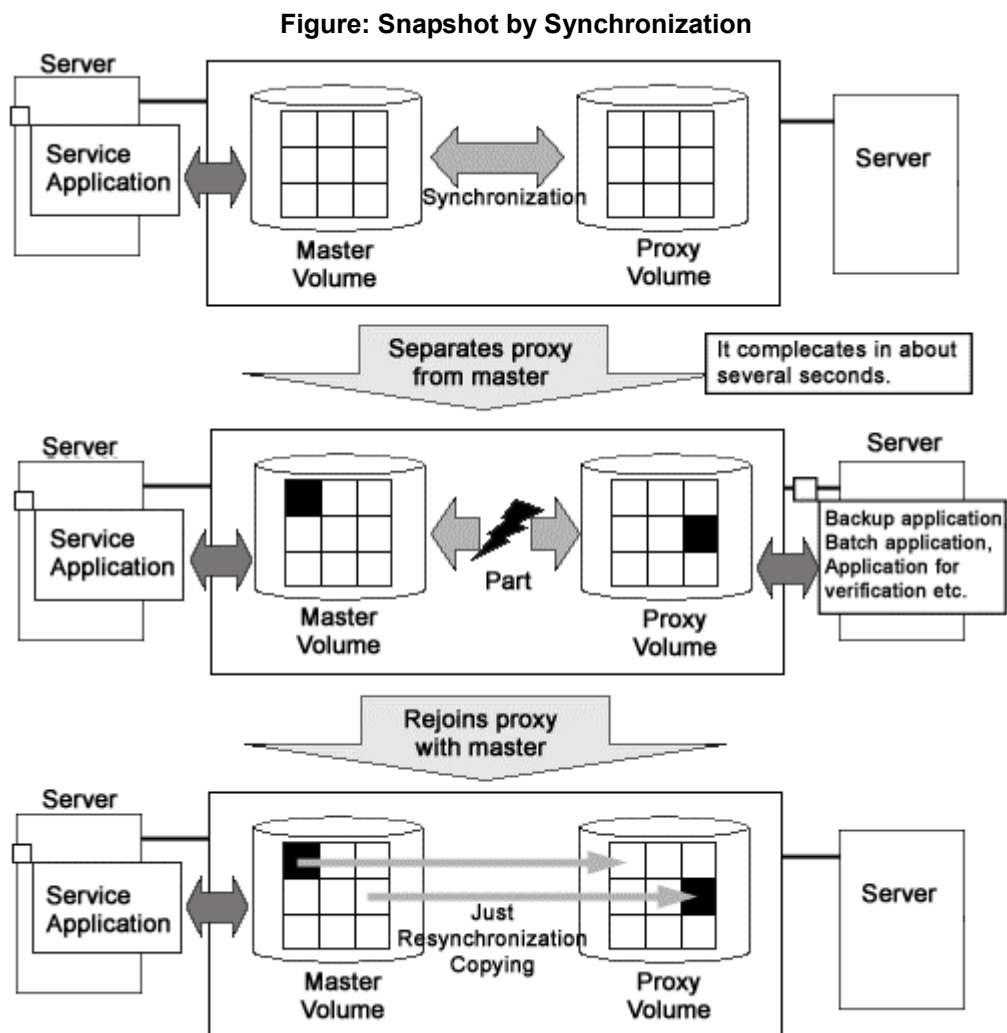 Figure: Snapshot by Synchronization
Server
Service
Application
Synchronization
Master
Volume
Proxy
Volume
Server
Separates proxy
from master
It complecates in about
several seconds.
Server
Service
Application
Part
Master
Volume
Proxy
Volume
Server
Backup application,
Batch application,
Application for
verification etc.
Rejoins proxy
with master
Server
Service
Application
Just
Resynchronization
Copying
Master
Volume
Proxy
Volume
Server